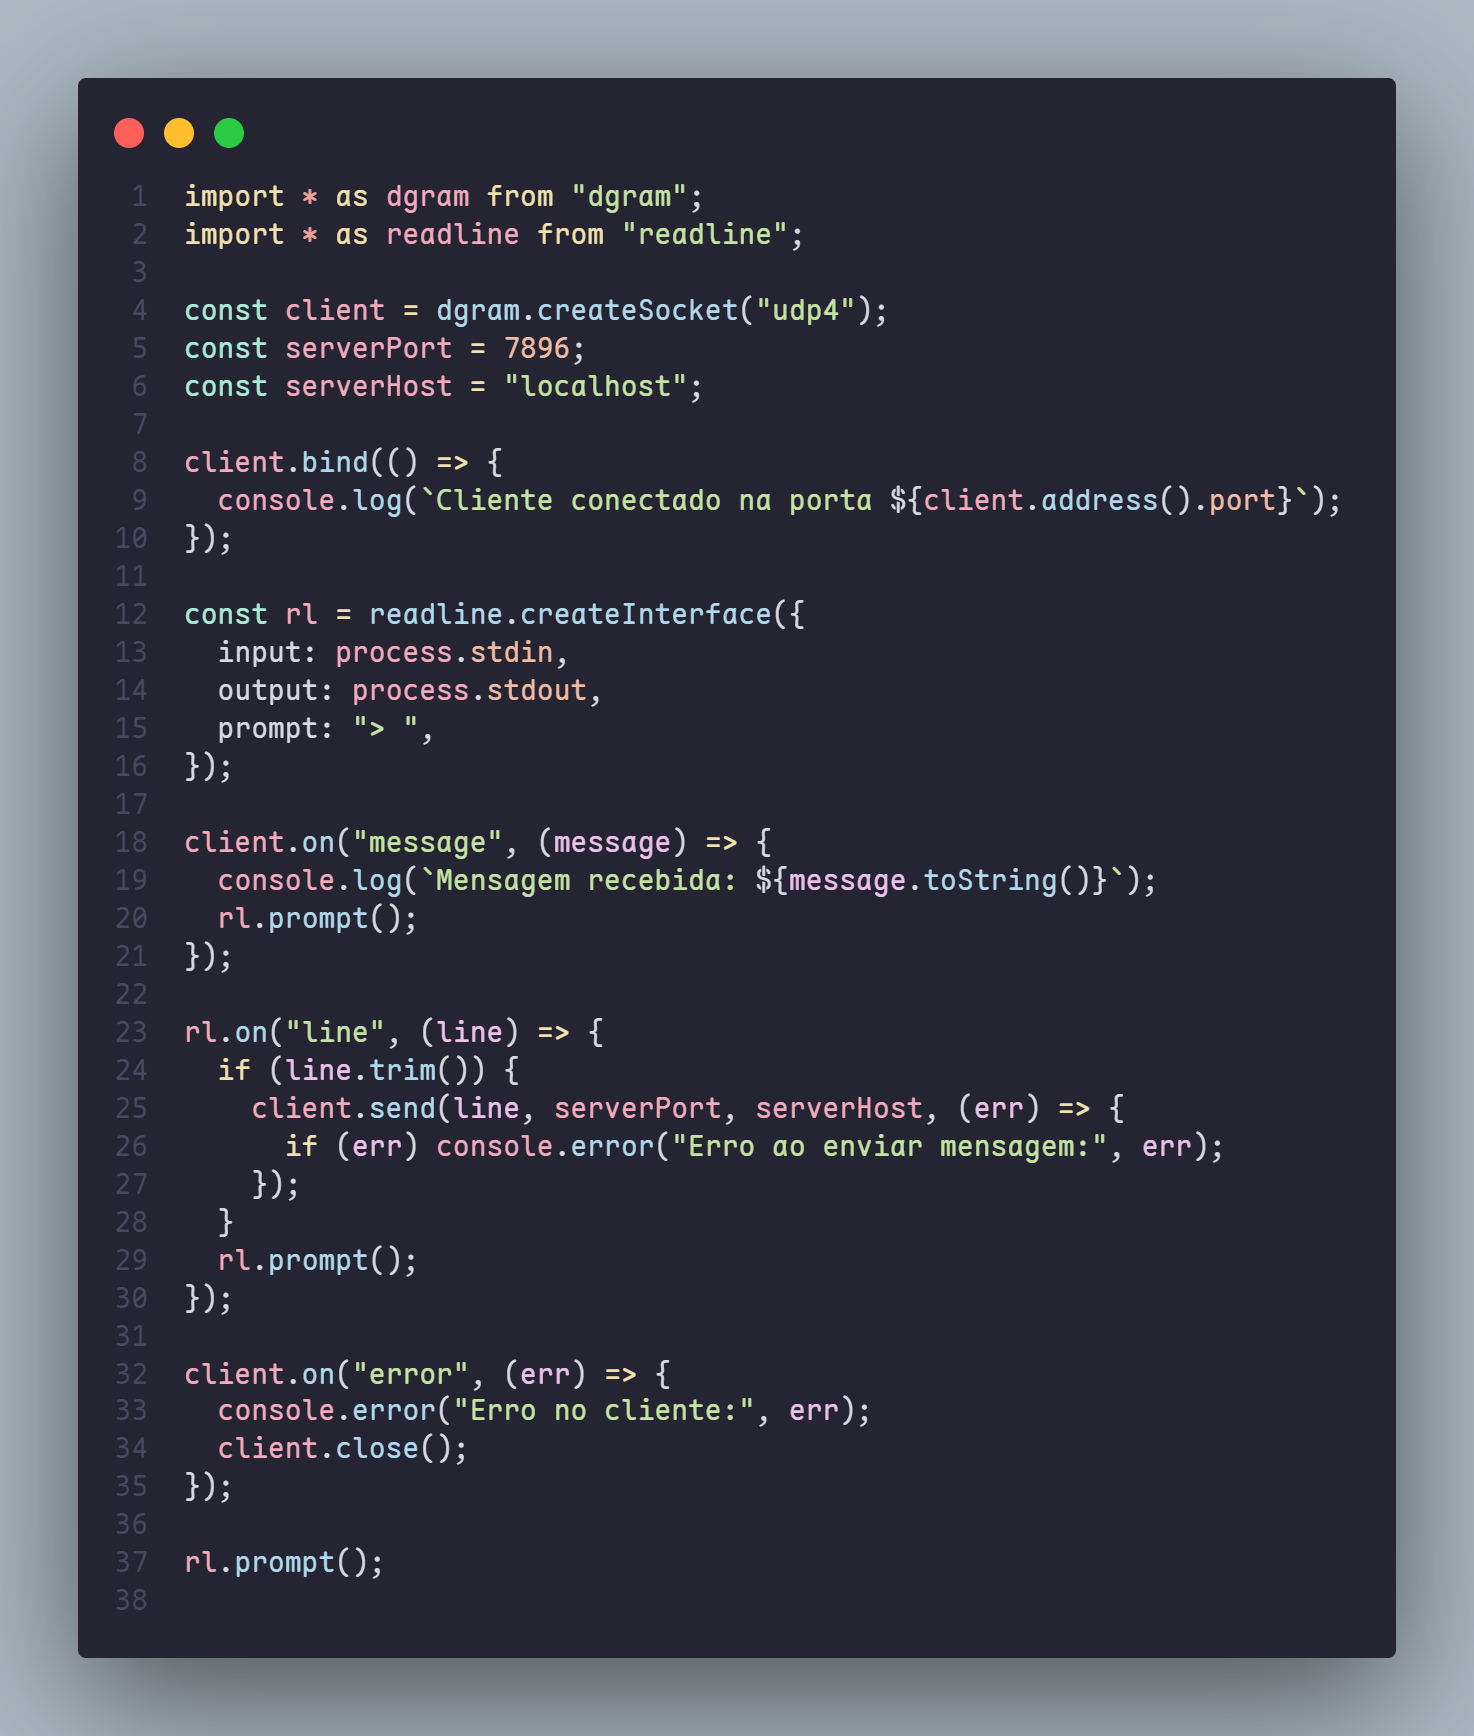 1 import * as dgram from "dgram";
2 import * as readline from "readline";
3
4 const client = dgram.createSocket("udp4");
5 const serverPort = 7896;
6 const serverHost = "localhost";
7
8 client.bind(() => {
9   console.log(`Cliente conectado na porta ${client.address().port}`);
10 });
11
12 const rl = readline.createInterface({
13   input: process.stdin,
14   output: process.stdout,
15   prompt: "> ",
16 });
17
18 client.on("message", (message) => {
19   console.log(`Mensagem recebida: ${message.toString()}`);
20   rl.prompt();
21 });
22
23 rl.on("line", (line) => {
24   if (line.trim()) {
25     client.send(line, serverPort, serverHost, (err) => {
26       if (err) console.error("Erro ao enviar mensagem:", err);
27     });
28   }
29   rl.prompt();
30 });
31
32 client.on("error", (err) => {
33   console.error("Erro no cliente:", err);
34   client.close();
35 });
36
37 rl.prompt();
38